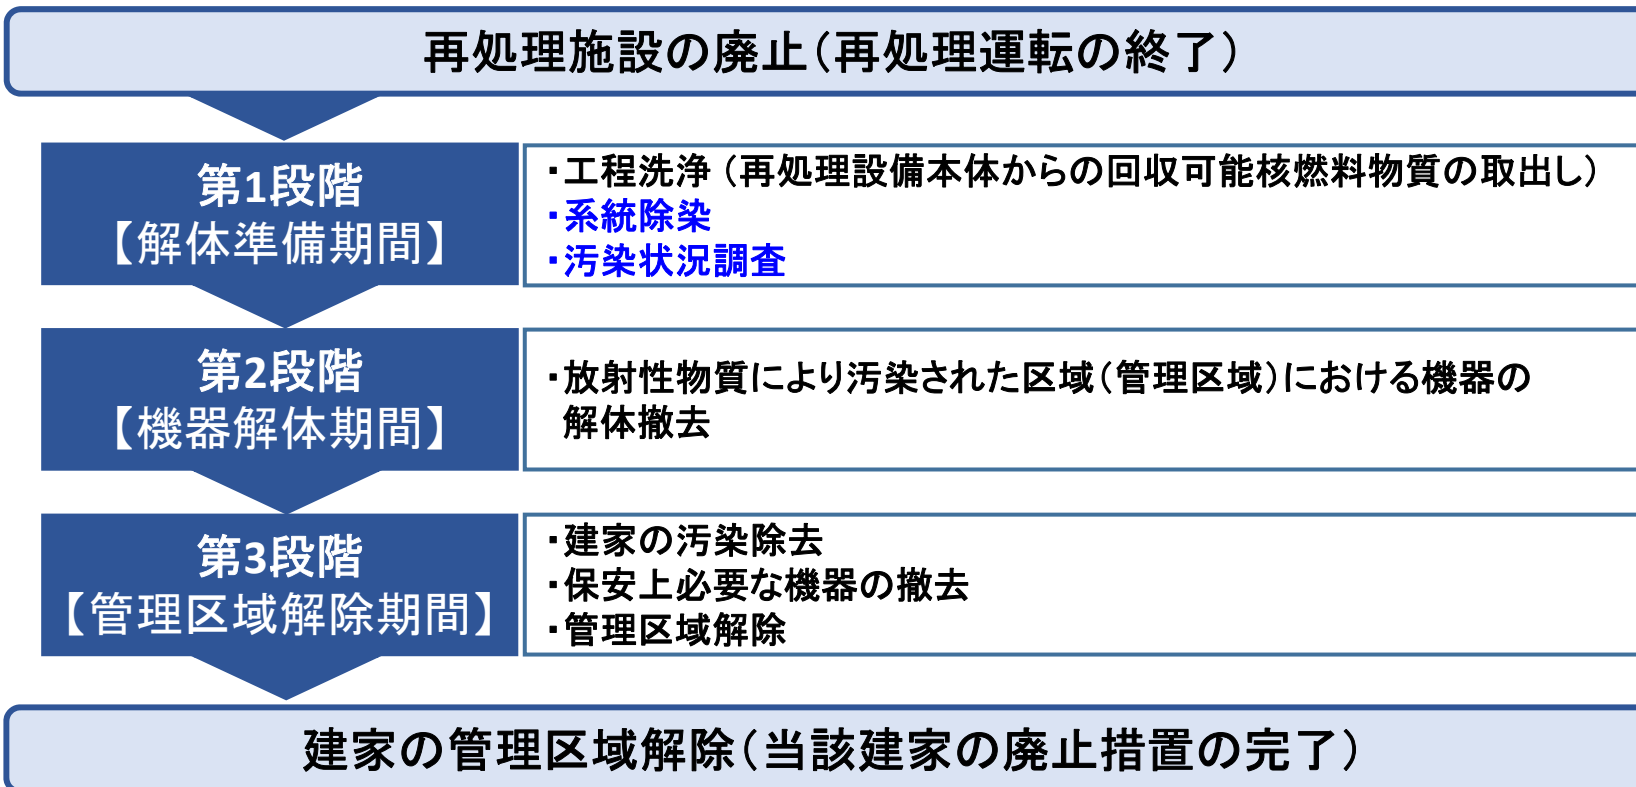 再処理施設の廃止（再処理運転の終了）
第1段階
【解体準備期間】
・工程洗浄（再処理設備本体からの回収可能核燃料物質の取出し）
・系統除染
・汚染状況調査
第2段階
【機器解体期間】
・放射性物質により汚染された区域（管理区域）における機器の
解体撤去
第3段階
【管理区域解除期間】
・建家の汚染除去
・保安上必要な機器の撤去
・管理区域解除
建家の管理区域解除（当該建家の廃止措置の完了）